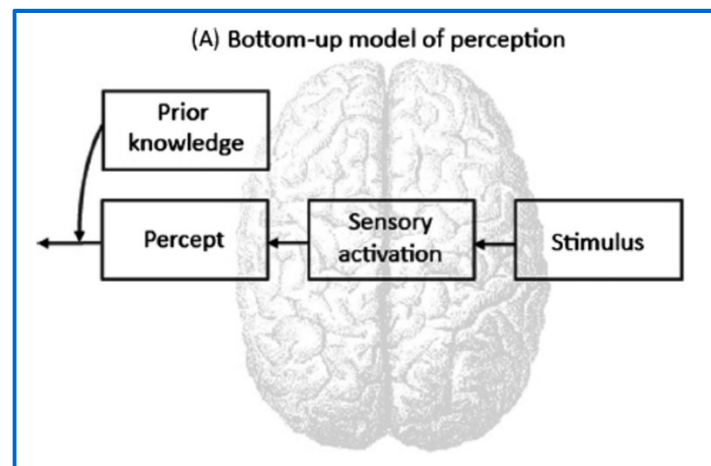 (A) Bottom-up model of perception
Prior
knowledge
Percept
Sensory
activation
Stimulus